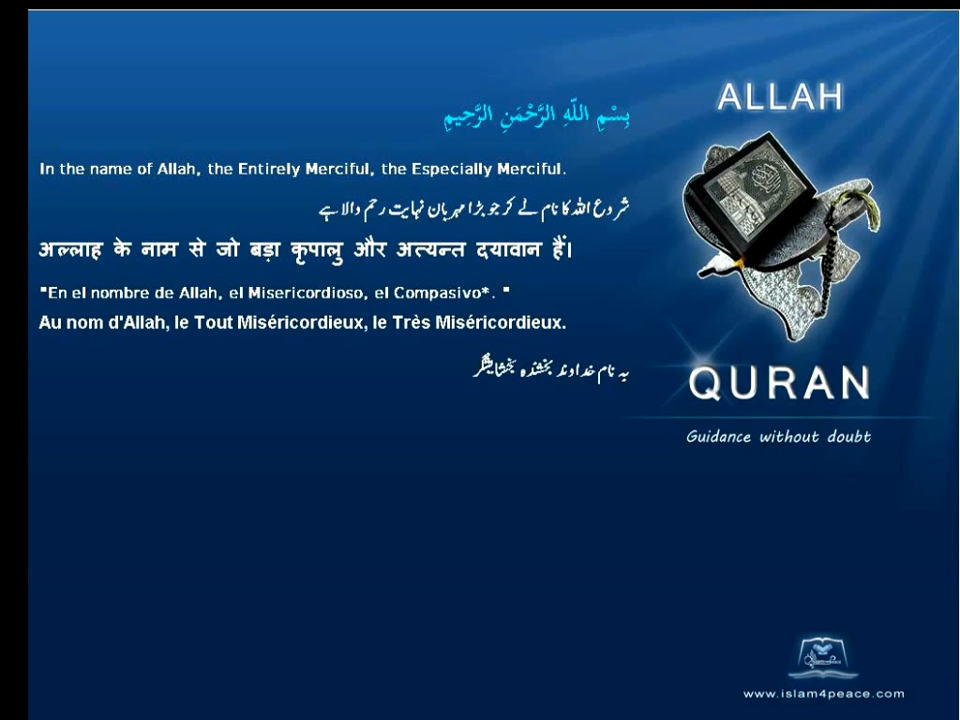 بِسْمِ اللّهِ الرَّحْمَنِ الرَّحِيمِ
In the name of Allah, the Entirely Merciful, the Especially Merciful.
شروع الله کا نام لے کر جو بڑا مہربان نہایت رحم والا ہے
अल्लाह के नाम से जो बड़ा कृपालु और अत्यन्त दयावान हैं।
"En el nombre de Allah, el Misericordioso, el Compasivo*. "
Au nom d'Allah, le Tout Miséricordieux, le Très Miséricordieux.
به نام خداوند بخشنده بخشایشگر
ALLAH
QURAN
Guidance without doubt
www.islam4peace.com